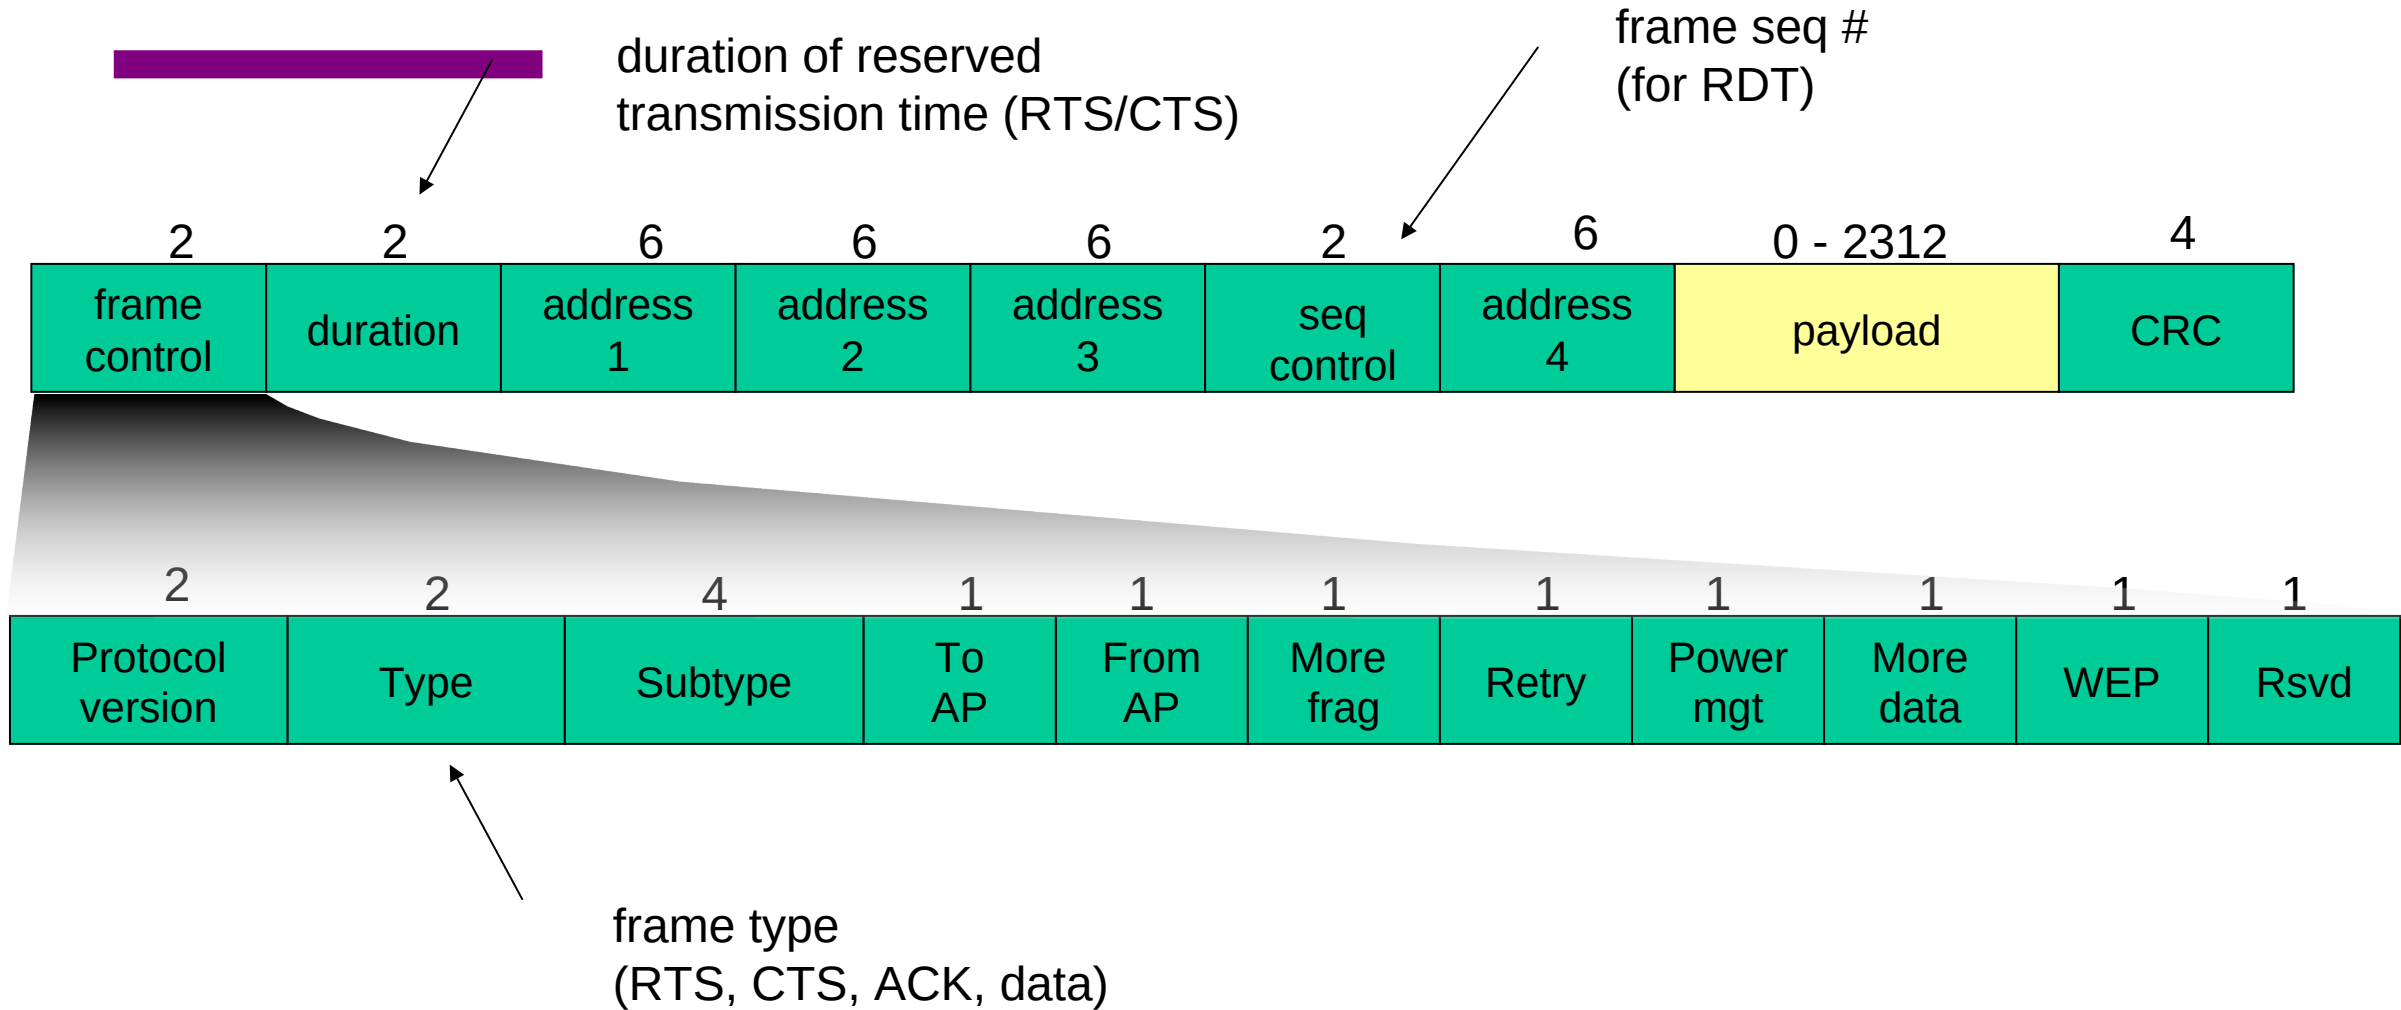 duration of reserved
transmission time (RTS/CTS)
frame seq #
(for RDT)
2
2
6
6
6
2
6
0 - 2312
4
frame
control
duration
address
1
address
2
address
3
seq
control
address
4
payload
CRC
2
2
4
1
1
1
1
1
1
1
1
Protocol
version
Type
Subtype
To
AP
From
AP
More
frag
Retry
Power
mgt
More
data
WEP
Rsvd
frame type
(RTS, CTS, ACK, data)